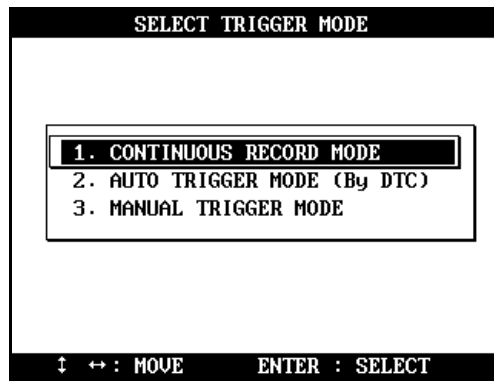 SELECT TRIGGER MODE
1. CONTINUOUS RECORD MODE
2. AUTO TRIGGER MODE (By DTC)
3. MANUAL TRIGGER MODE
↕ ↔ : MOVE ENTER : SELECT